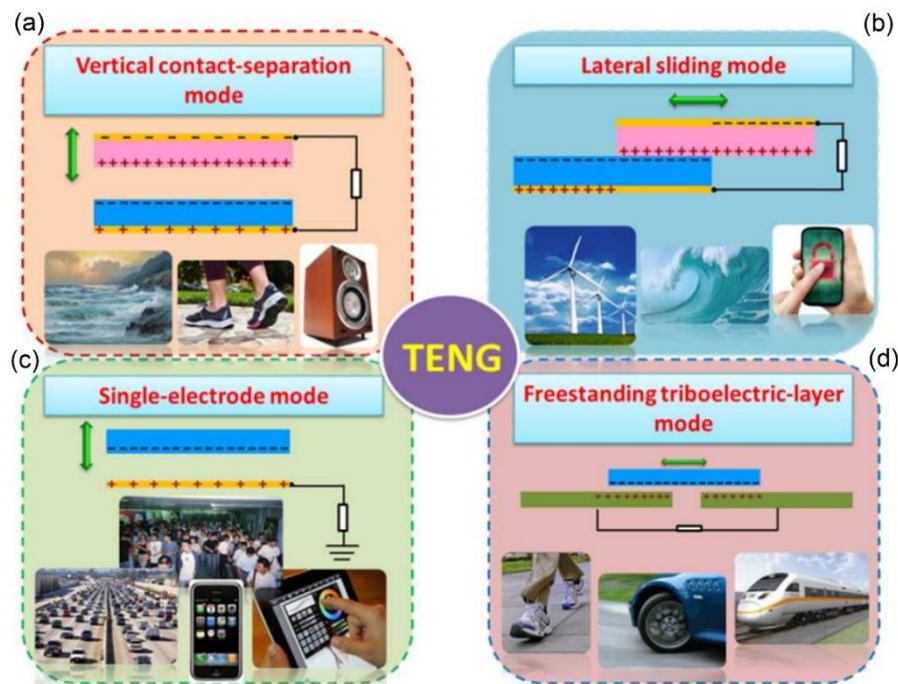 (a)
Vertical contact-separation
mode
(b)
Lateral sliding mode
TENG
(c)
Single-electrode mode
(d)
Freestanding triboelectric-layer
mode